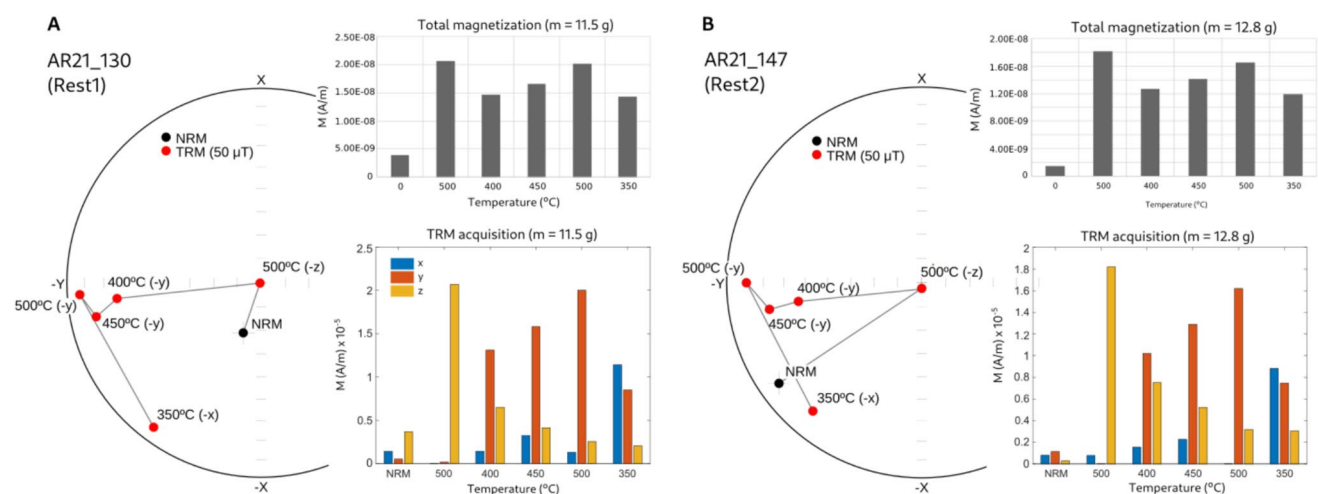 A
AR21_130
(Rest1)
X
NRM
TRM (50 µT)
-Y
500ºC (-y)
400ºC (-y)
450ºC (-y)
500ºC (-z)
NRM
350ºC (-x)
-X
Total magnetization (m = 11.5 g)
M (A/m)
2.50E-08
2.00E-08
1.50E-08
1.00E-08
5.00E-09
0
0 500 400 450 500 350
Temperature (ºC)
TRM acquisition (m = 11.5 g)
M (A/m) x 10⁻⁵
2.5
2
1.5
1
0.5
0
x
y
z
NRM 500 400 450 500 350
Temperature (ºC)
B
AR21_147
(Rest2)
X
NRM
TRM (50 µT)
500ºC (-y)
-Y
400ºC (-y)
450ºC (-y)
500ºC (-z)
NRM
350ºC (-x)
-X
Total magnetization (m = 12.8 g)
M (A/m)
2.00E-08
1.60E-08
1.20E-08
8.00E-09
4.00E-09
0
0 500 400 450 500 350
Temperature (ºC)
TRM acquisition (m = 12.8 g)
M (A/m) x 10⁻⁵
2
1.8
1.6
1.4
1.2
1
0.8
0.6
0.4
0.2
0
NRM 500 400 450 500 350
Temperature (ºC)